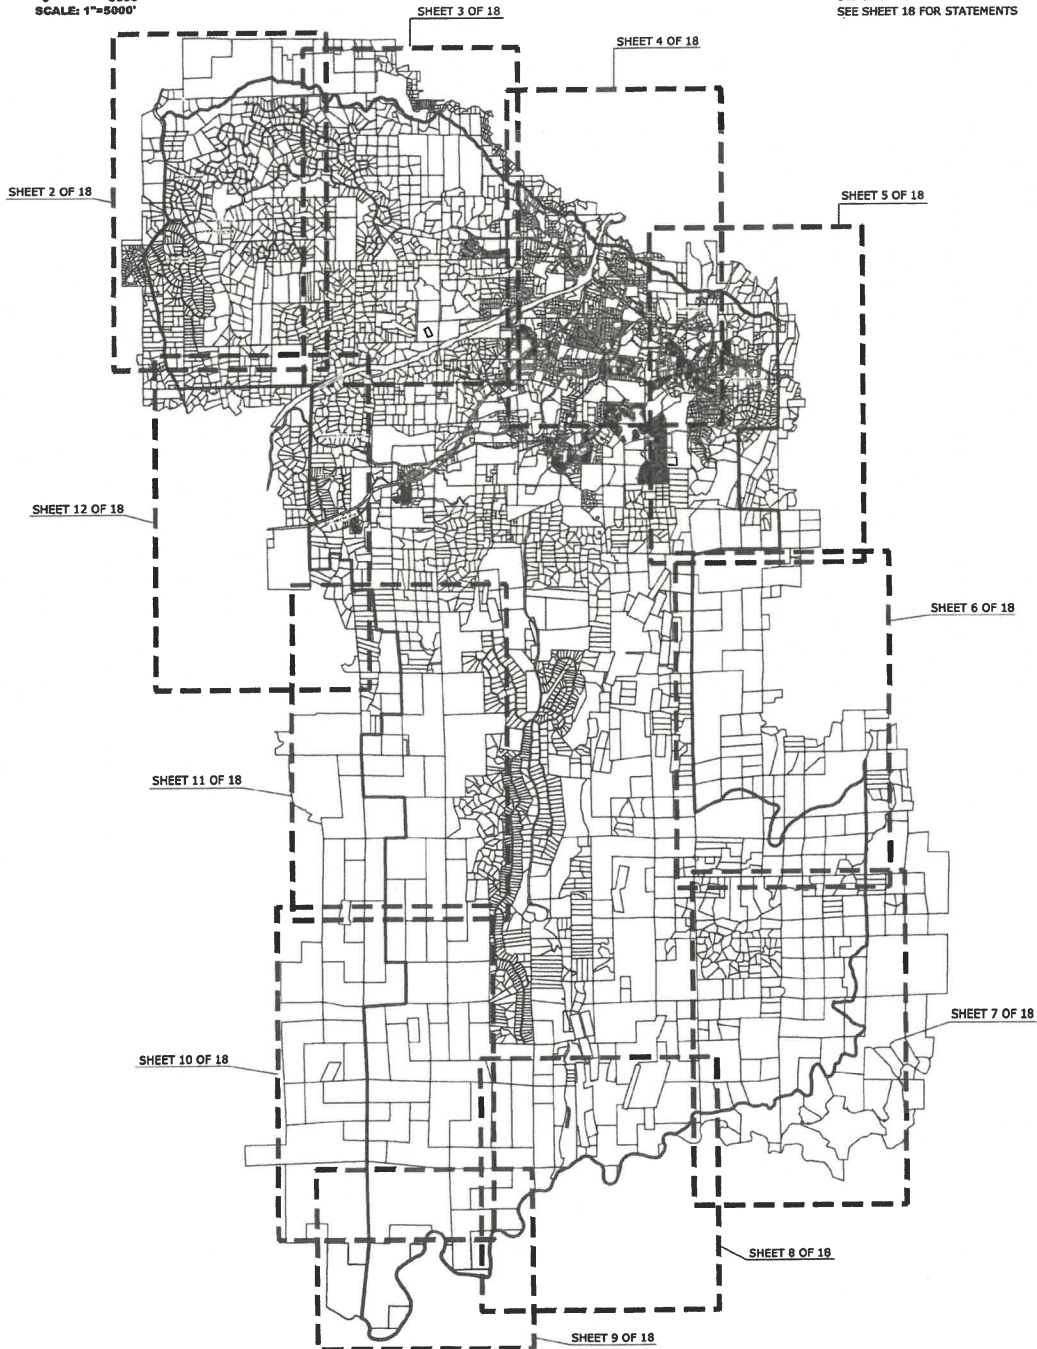 SCALE: 1"=5000'
SEE SHEET 18 FOR STATEMENTS
SHEET 3 OF 18
SHEET 4 OF 18
SHEET 2 OF 18
SHEET 5 OF 18
SHEET 12 OF 18
SHEET 6 OF 18
SHEET 11 OF 18
SHEET 7 OF 18
SHEET 10 OF 18
SHEET 8 OF 18
SHEET 9 OF 18